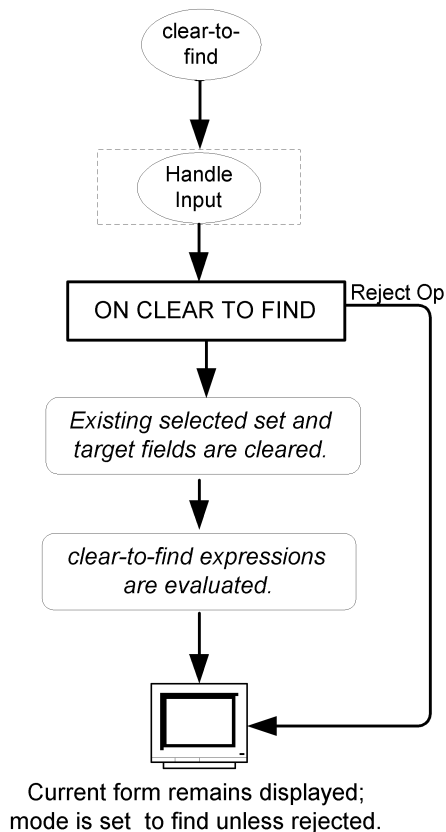 clear-to-
find
Handle
Input
ON CLEAR TO FIND
Reject Op
Existing selected set and
target fields are cleared.
clear-to-find expressions
are evaluated.
Current form remains displayed;
mode is set to find unless rejected.